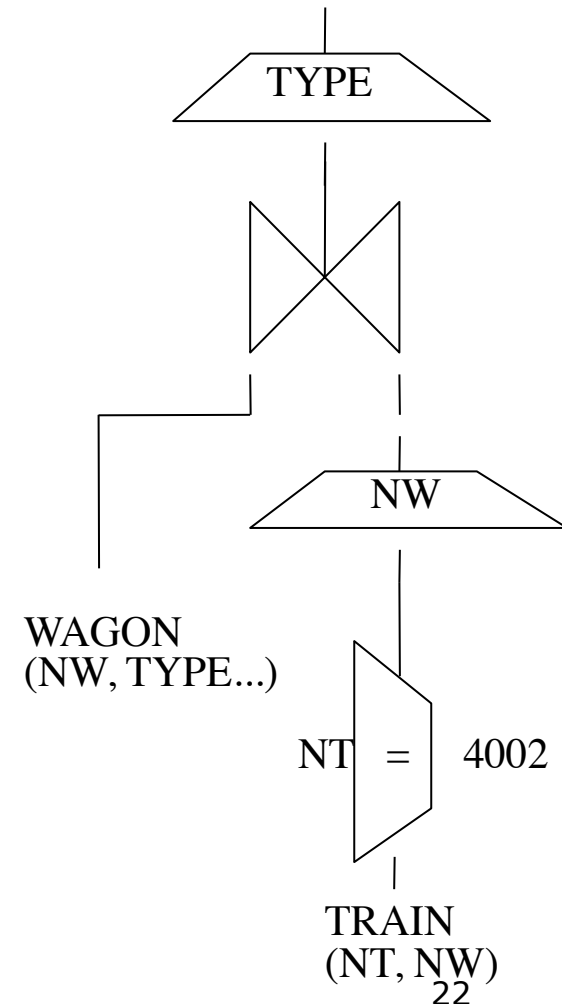 TYPE
NW
WAGON
(NW, TYPE...)
NT = 4002
TRAIN
(NT, NW)
22